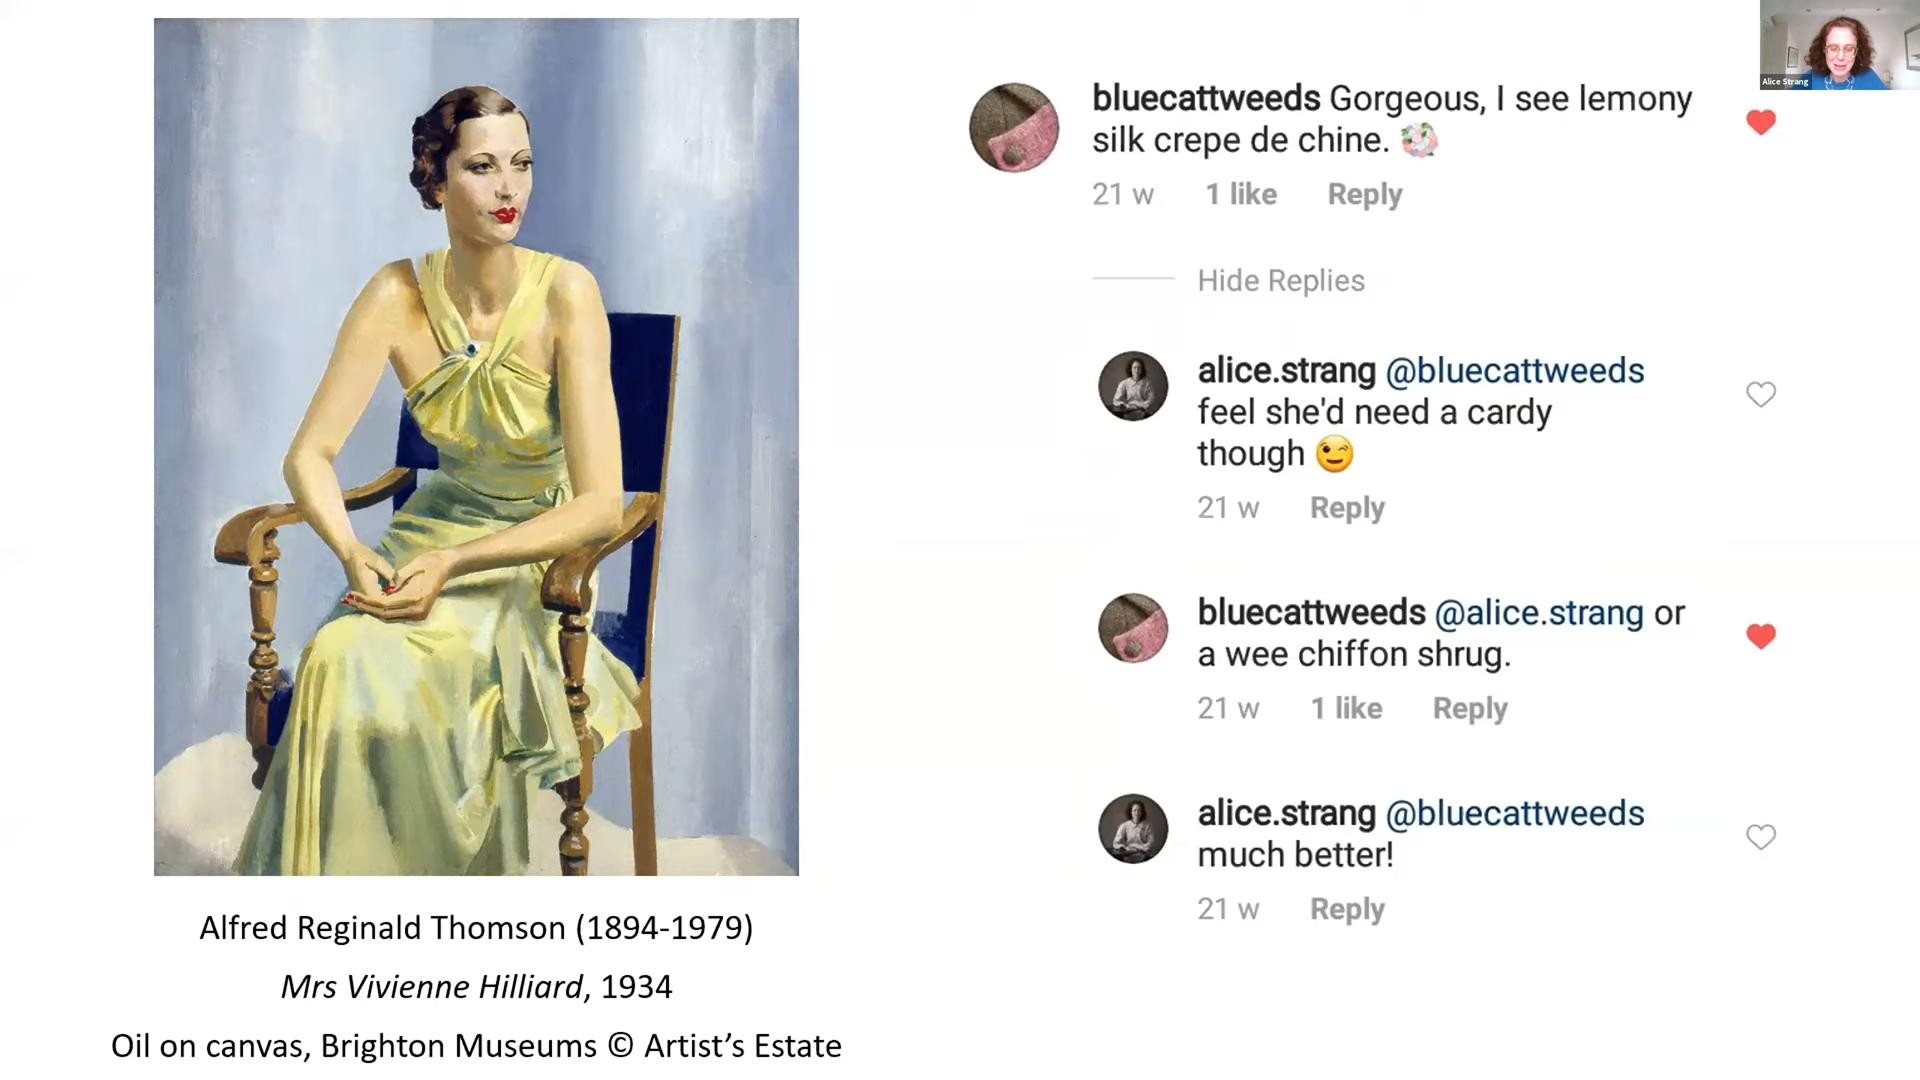 Alice Strang
bluecattweeds Gorgeous, I see lemony
silk crepe de chine.
21 w 1 like Reply
Hide Replies
alice.strang @bluecattweeds
feel she'd need a cardy
though
21 w Reply
bluecattweeds @alice.strang or
a wee chiffon shrug.
21 w 1 like Reply
alice.strang @bluecattweeds
much better!
21 w Reply
Alfred Reginald Thomson (1894-1979)
Mrs Vivienne Hilliard, 1934
Oil on canvas, Brighton Museums © Artist’s Estate